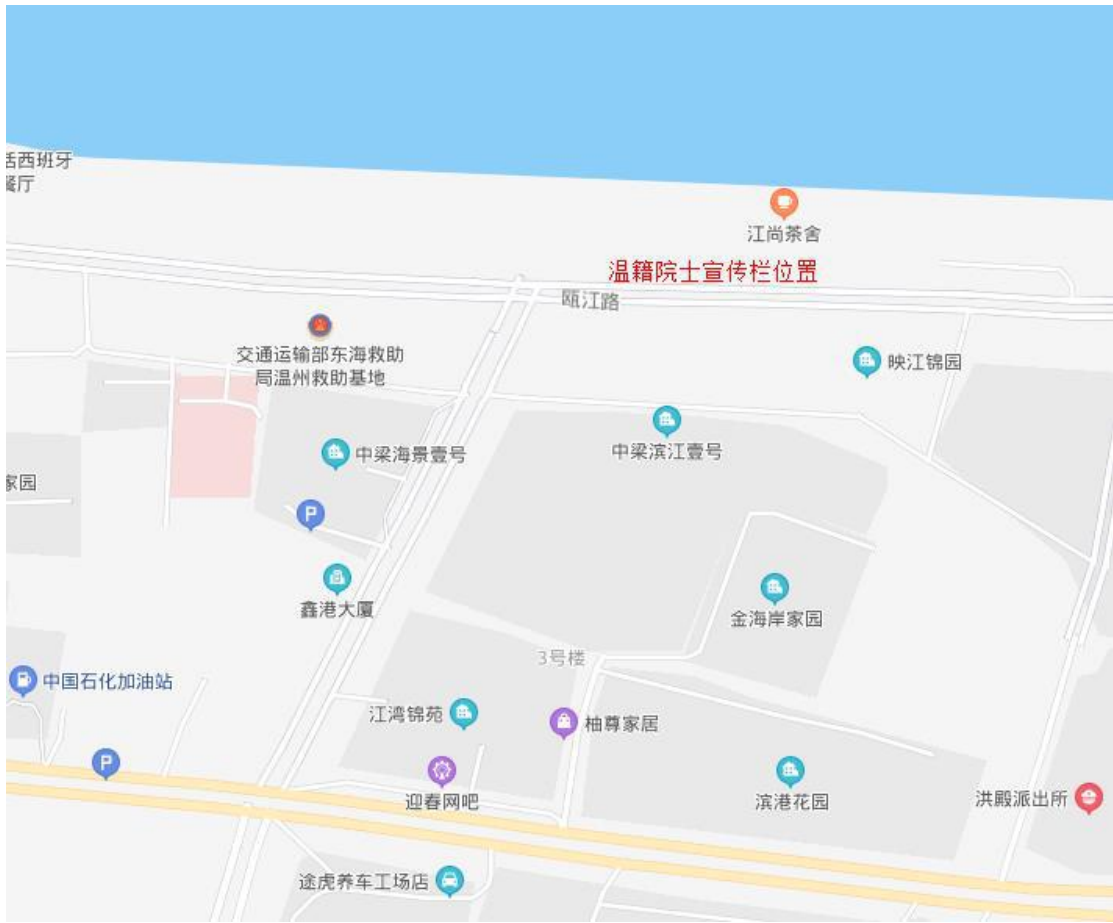 活西班牙
餐厅
江尚茶舍
温籍院士宣传栏位置
瓯江路
交通运输部东海救助
局温州救助基地
映江锦园
中梁海景壹号
中梁滨江壹号
家园
P
鑫港大厦
金海岸家园
3号楼
中国石化加油站
江湾锦苑
柚尊家居
P
迎春网吧
滨港花园
洪殿派出所
途虎养车工场店